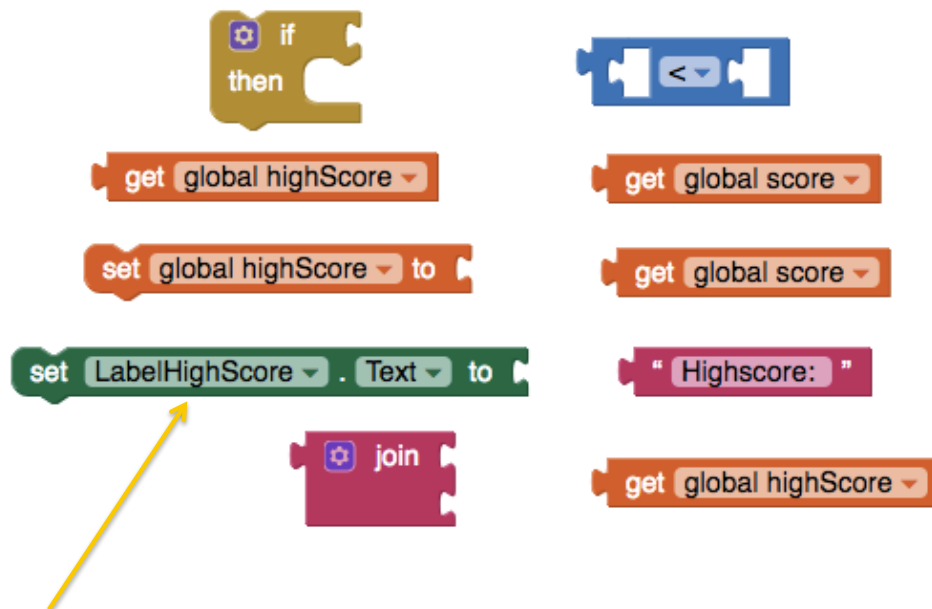 if
then
<
get global highScore
get global score
set global highScore to
get global score
set LabelHighScore . Text to
“ Highscore: ”
join
get global highScore